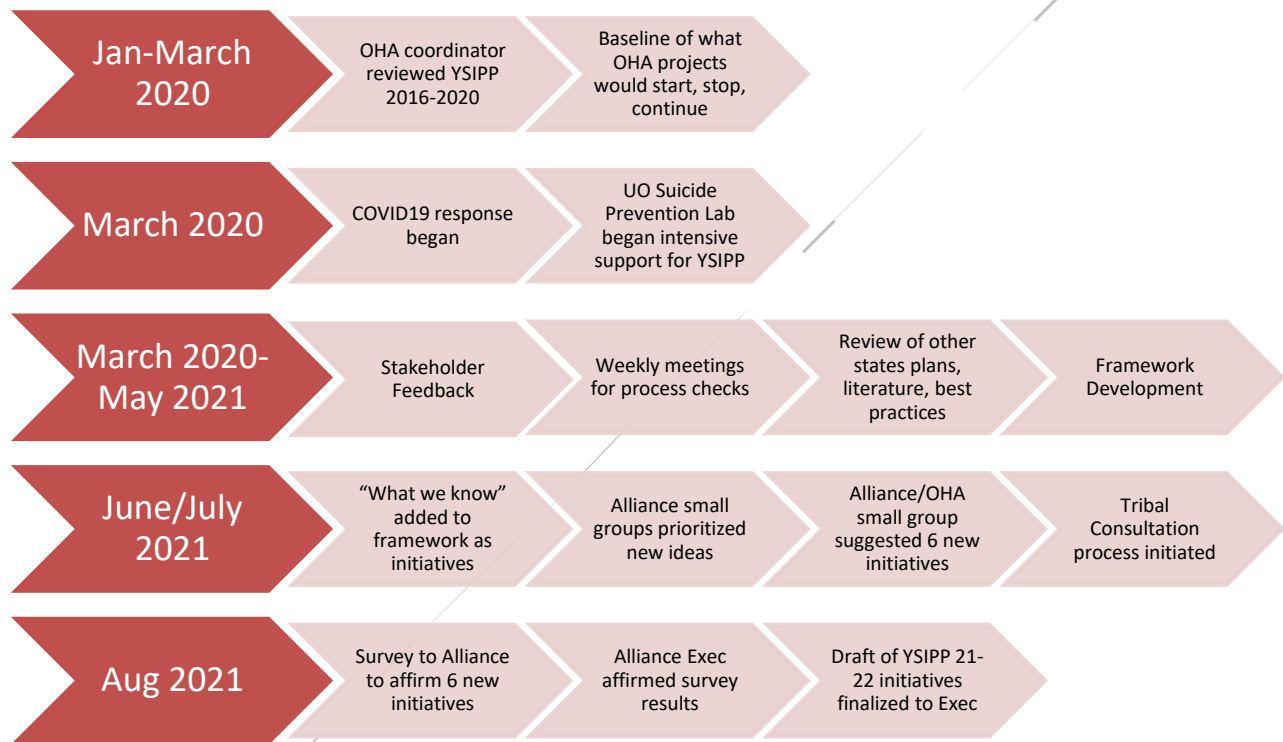 Jan-March
2020
OHA coordinator
reviewed YSIPP
2016-2020
Baseline of what
OHA projects
would start, stop,
continue
March 2020
COVID19 response
began
UO Suicide
Prevention Lab
began intensive
support for YSIPP
March 2020-
May 2021
Stakeholder
Feedback
Weekly meetings
for process checks
Review of other
states plans,
literature, best
practices
Framework
Development
June/July
2021
“What we know”
added to
framework as
initiatives
Alliance small
groups prioritized
new ideas
Alliance/OHA
small group
suggested 6 new
initiatives
Tribal
Consultation
process initiated
Aug 2021
Survey to Alliance
to affirm 6 new
initiatives
Alliance Exec
affirmed survey
results
Draft of YSIPP 21-
22 initiatives
finalized to Exec